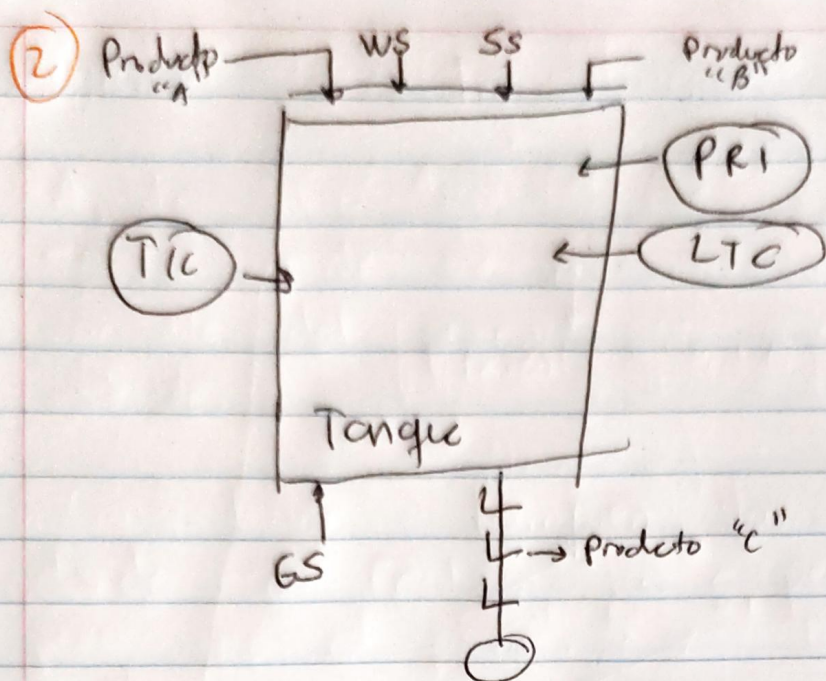 2
Producto "A
WS
SS
Producto "B"
PRI
TIC
LTC
Tanque
GS
Producto "C"